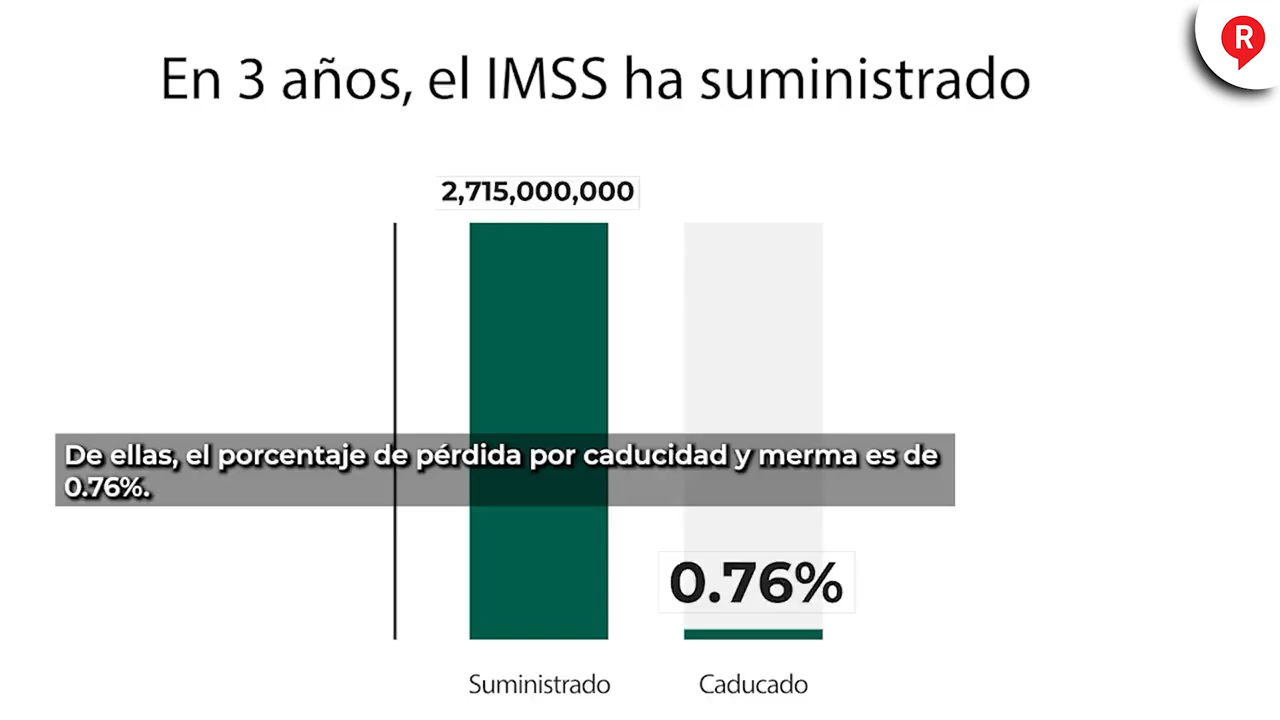 R
En 3 años, el IMSS ha suministrado
2,715,000,000
De ellas, el porcentaje de pérdida por caducidad y merma es de
0.76%.
0.76%
Suministrado
Caducado